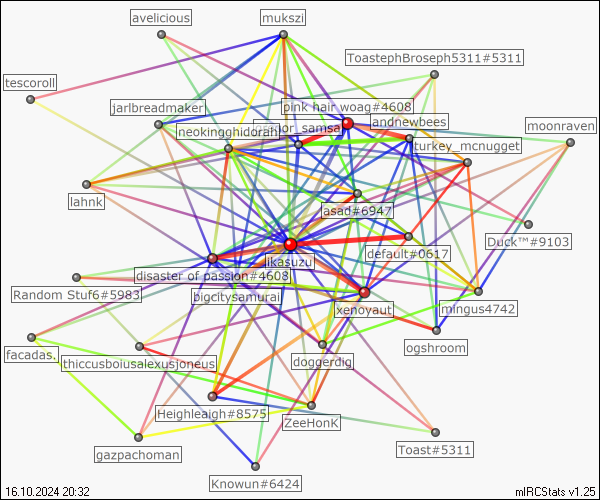 avelicious
mukszi
ToastephBroseph5311#5311
tescoroll
jarlbreadmaker
pink hair woag#4608
andnewbees
neokingghidorah
or_samsa
turkey_mcnugget
moonraven
lahnk
asad#6947
Duck™#9103
default#0617
ikasuzu
disaster of passion#4608
Random Stuf6#5983
bigcitysamurai
xenoyaut
mingus4742
ogshroom
facadas.
thiccusboiusalexusjoneus
doggerdig
Heighleaigh#8575
ZeeHonK
gazpachoman
Toast#5311
Knowun#6424
16.10.2024 20:32
mIRCStats v1.25